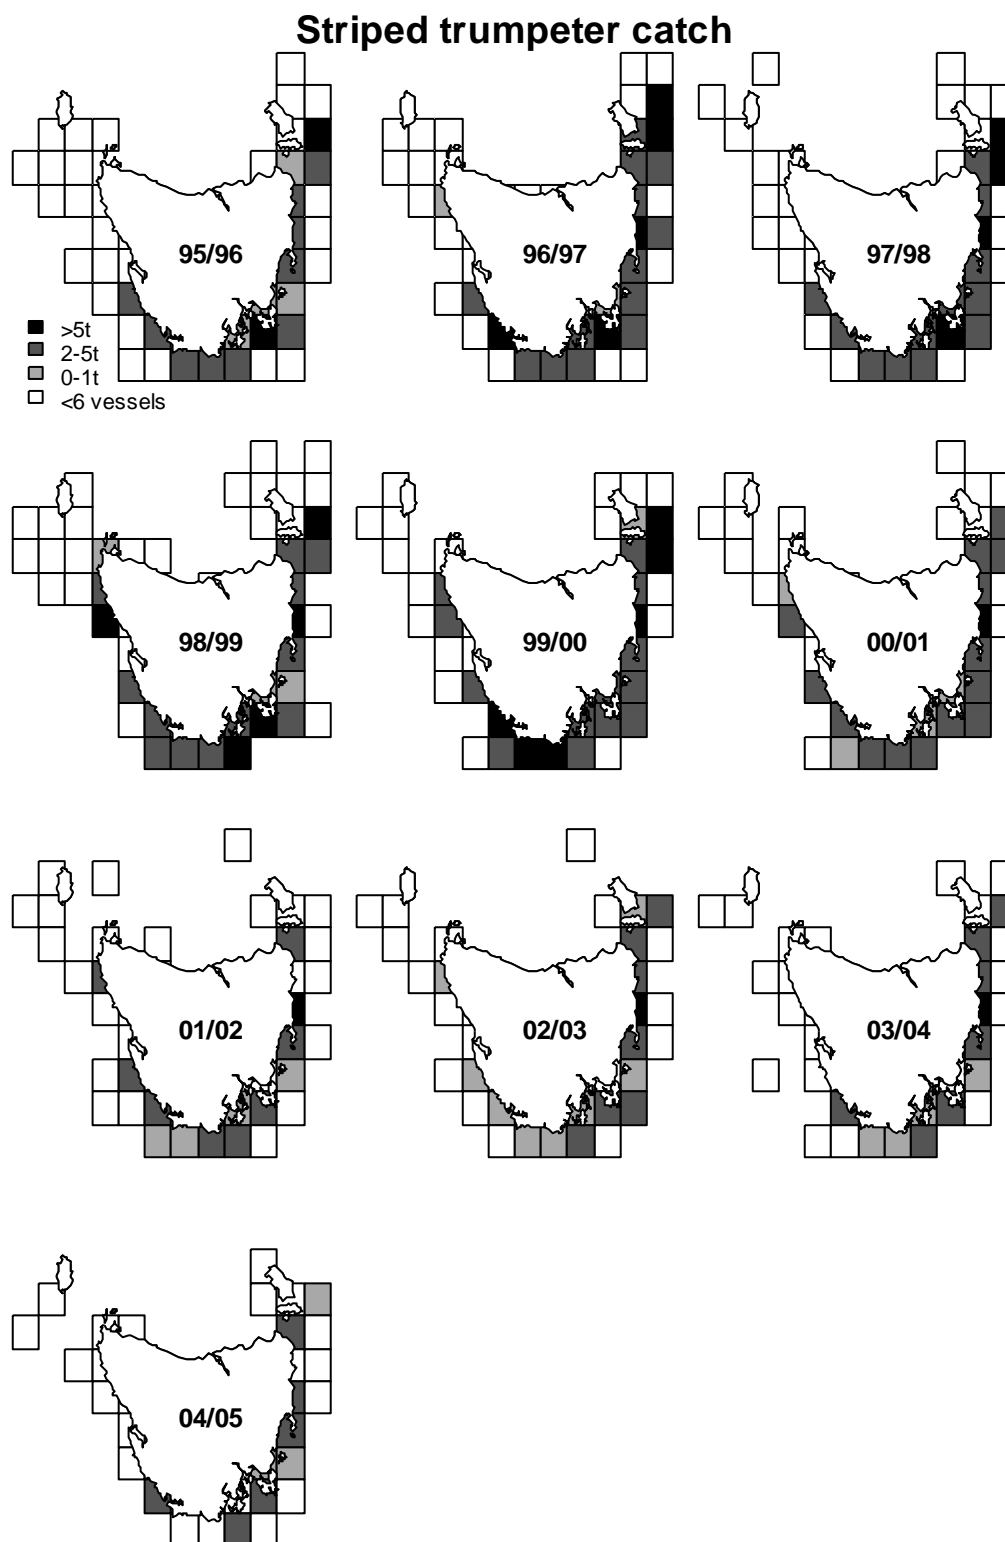 Striped trumpeter catch
95/96
96/97
97/98
>5t
2-5t
0-1t
<6 vessels
98/99
99/00
00/01
01/02
02/03
03/04
04/05